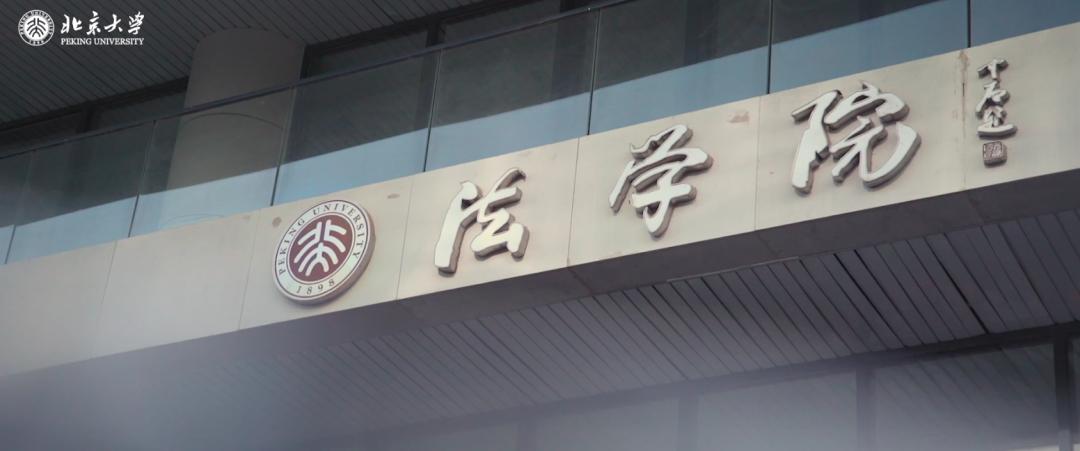 北京大学
PEKING UNIVERSITY
PEKING UNIVERSITY
1898
法学院